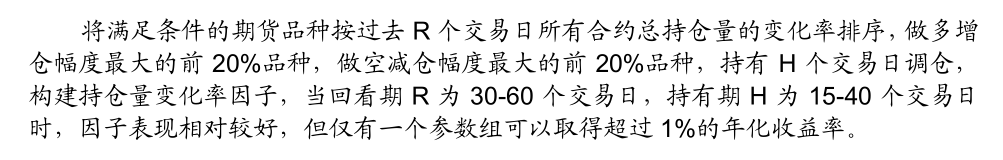 将满足条件的期货品种按过去 R 个交易日所有合约总持仓量的变化率排序，做多增
仓幅度最大的前 20%品种，做空减仓幅度最大的前 20%品种，持有 H 个交易日调仓，
构建持仓量变化率因子，当回看期 R 为 30-60 个交易日，持有期 H 为 15-40 个交易日
时，因子表现相对较好，但仅有一个参数组可以取得超过 1%的年化收益率。